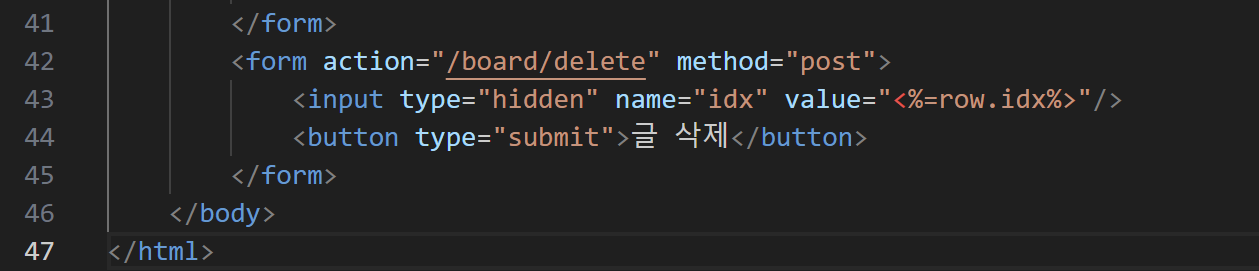 41 </form>
42 <form action="/board/delete" method="post">
43 <input type="hidden" name="idx" value="<%=row.idx%>"/>
44 <button type="submit">글 삭제</button>
45 </form>
46 </body>
47 </html>